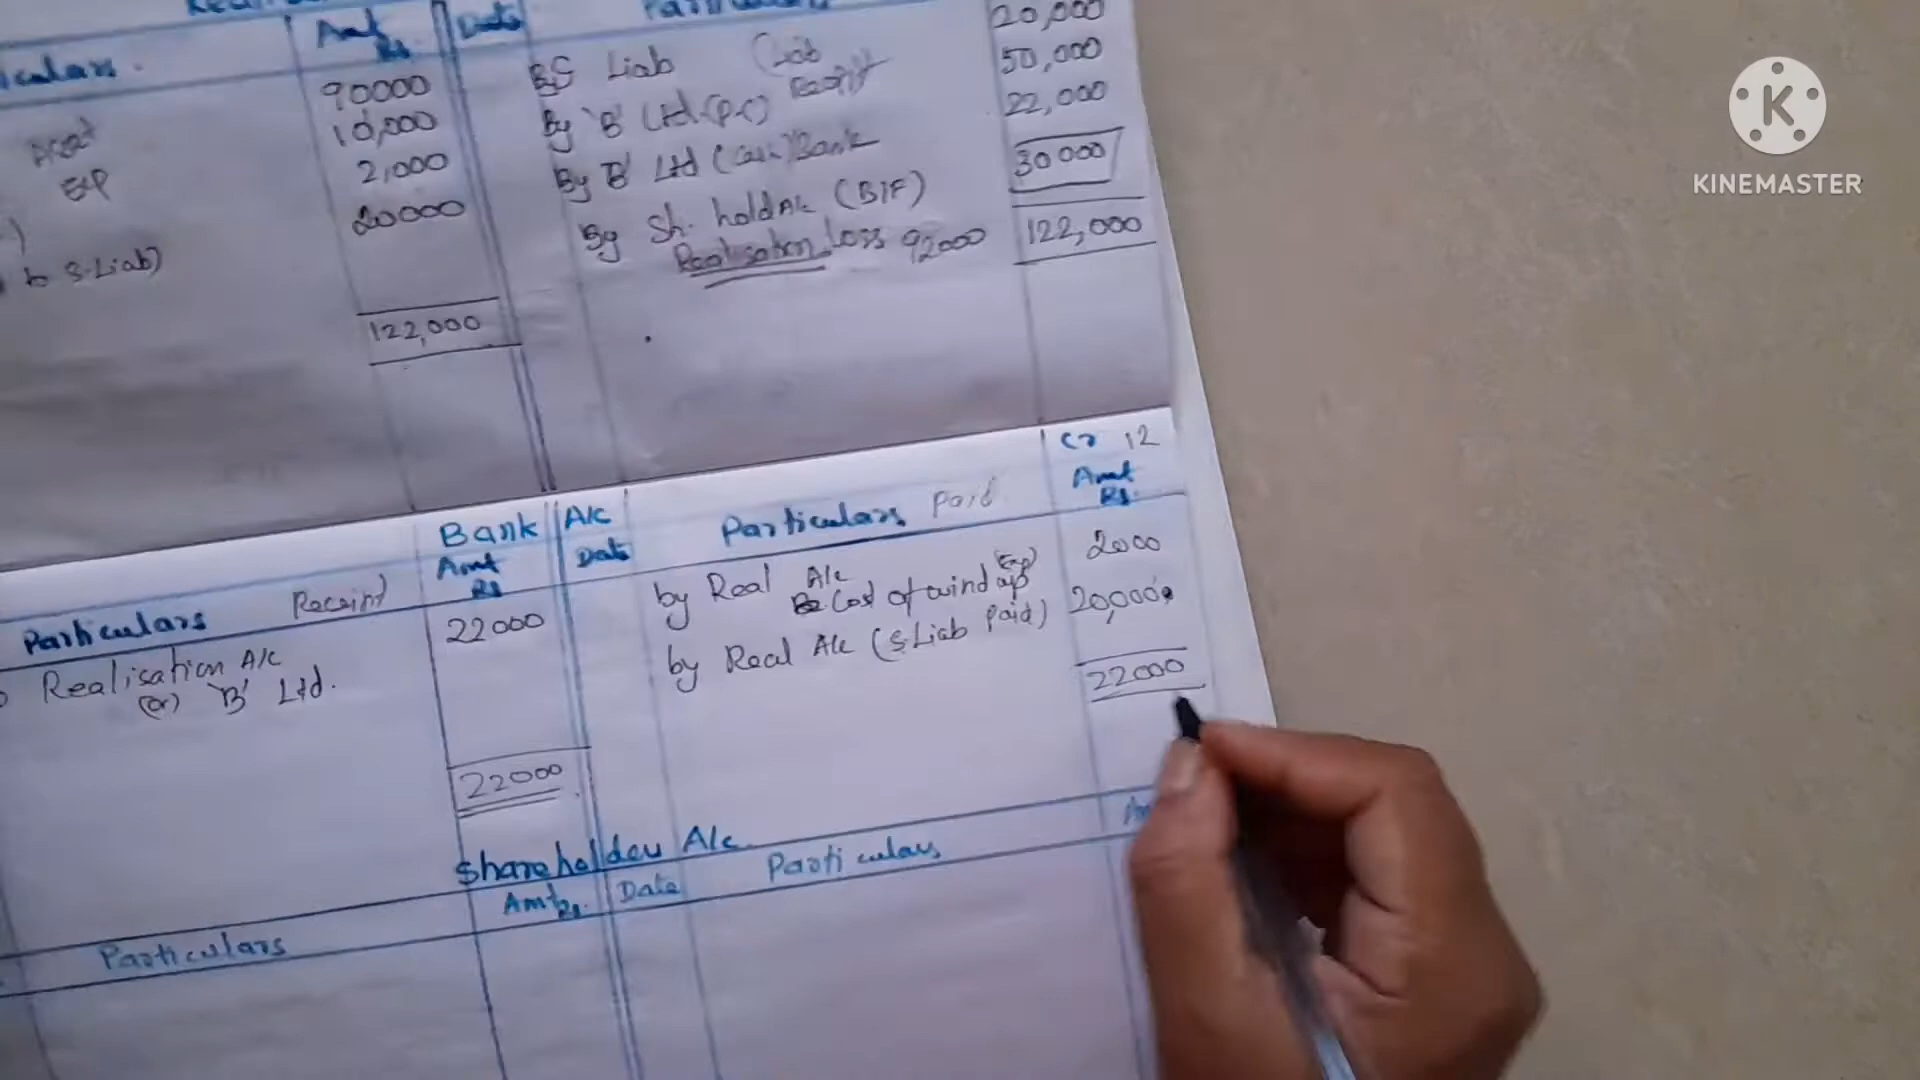 Amt
Rs
Date
20,000
iculars.
90000
By S Liab
50,000
10,000
By 'B' Ltd (P.C)
22,000
Exp
2,000
By B' Ltd (Cash) Bank
30000
20000
By Sh. hold A/c (B/F)
Realisation Loss 92000
122,000
to S.Liab)
122,000
Cr 12
Bank A/c
Particulars Paid
Amt
Rs.
Particulars Receipt
Amt
Rs
Date
Realisation A/c
(or) 'B' Ltd.
22000
by Real A/c
Cost of wind up (Exp)
2000
by Real A/c (S.Liab Paid)
20,000
22000
22000
Shareholder A/c.
Particulars
Amt
Rs.
Date
Particulars
KINEMASTER